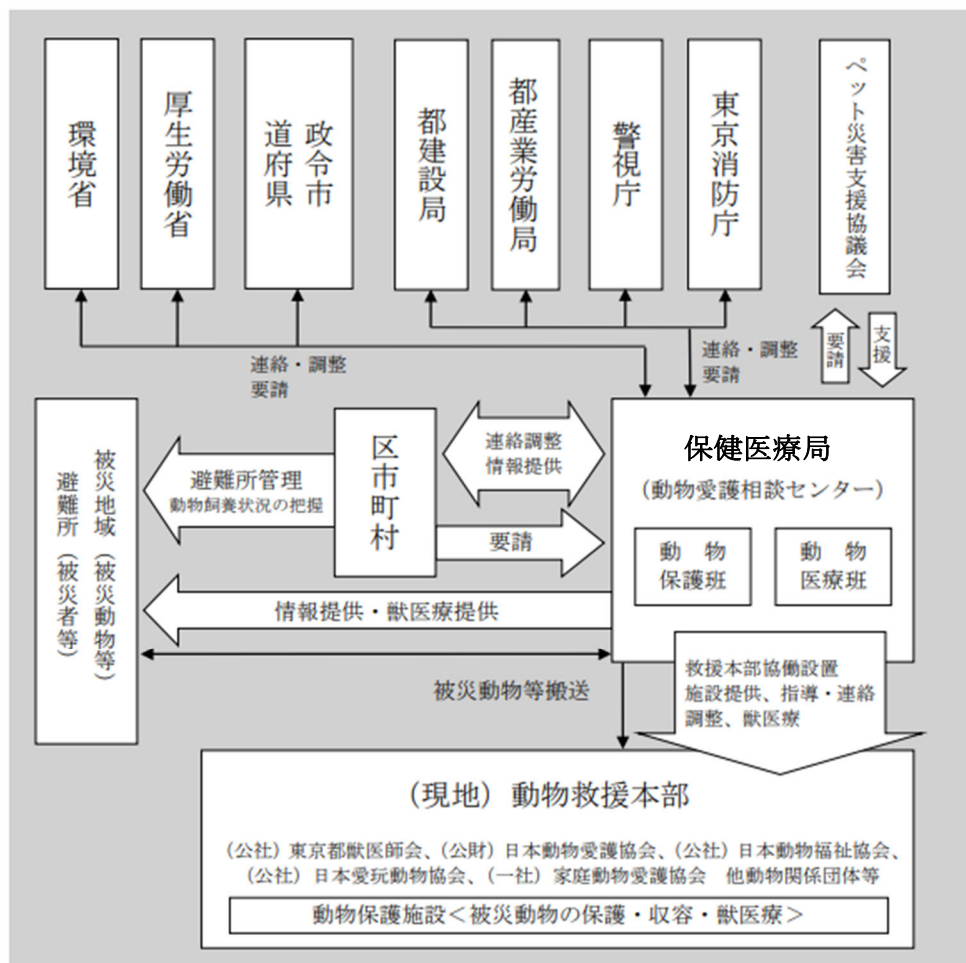 環境省
厚生労働省
政令市
道府県
都建設局
都産業労働局
警視庁
東京消防庁
ペット災害支援協議会
連絡・調整
要請
連絡・調整
要請
要請
支援
被災地域（被災動物等）
避難所（被災者等）
避難所管理
動物飼養状況の把握
区市町村
連絡調整
情報提供
要請
保健医療局
（動物愛護相談センター）
動　物
保護班
動　物
医療班
情報提供・獣医療提供
被災動物等搬送
救援本部協働設置
施設提供、指導・連絡
調整、獣医療
（現地）動物救援本部
（公社）東京都獣医師会、（公財）日本動物愛護協会、（公社）日本動物福祉協会、
（公社）日本愛玩動物協会、（一社）家庭動物愛護協会　他動物関係団体等
動物保護施設＜被災動物の保護・収容・獣医療＞